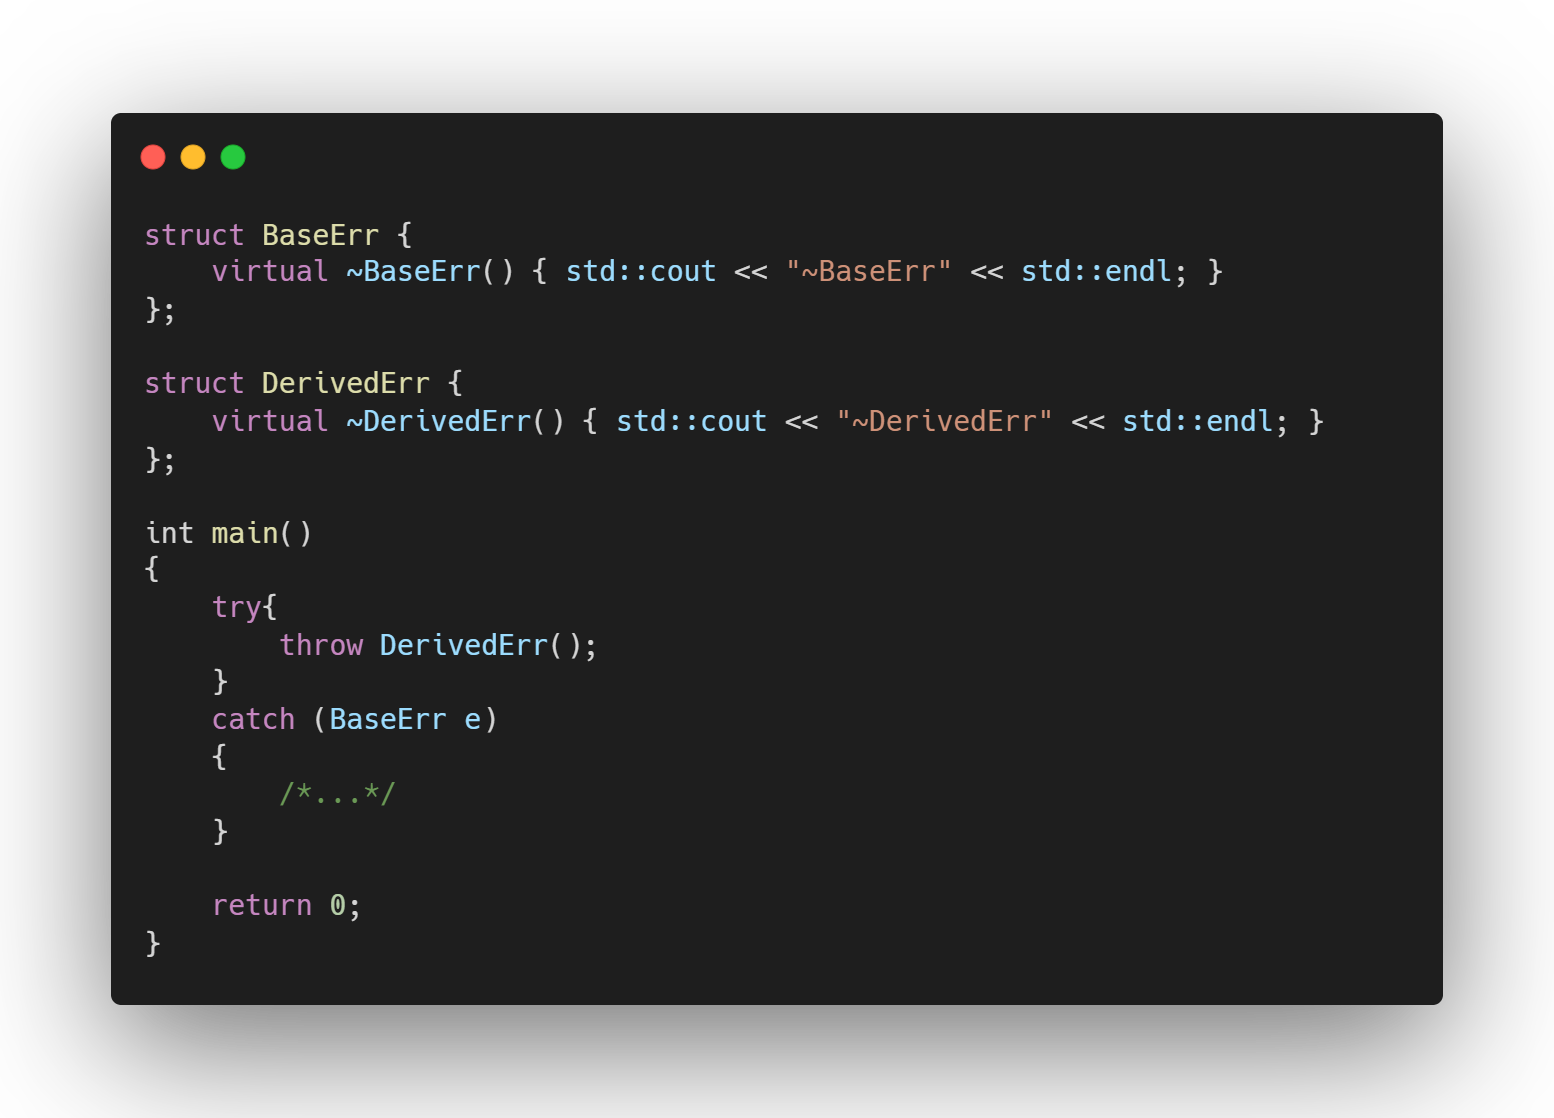 struct BaseErr {
    virtual ~BaseErr() { std::cout << "~BaseErr" << std::endl; }
};

struct DerivedErr {
    virtual ~DerivedErr() { std::cout << "~DerivedErr" << std::endl; }
};

int main()
{
    try{
        throw DerivedErr();
    }
    catch (BaseErr e)
    {
        /*...*/
    }

    return 0;
}